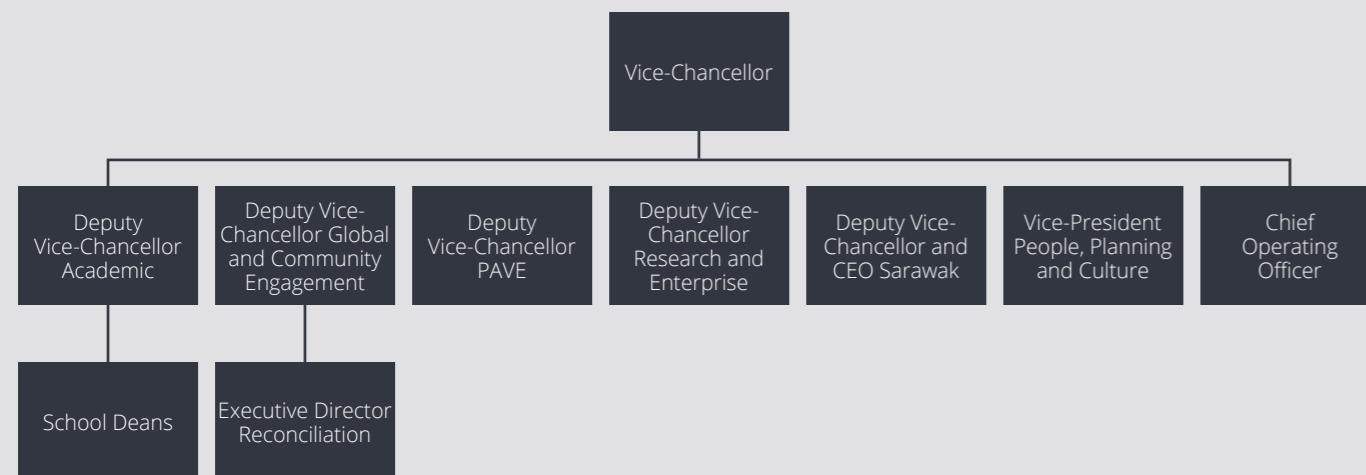 Vice-Chancellor
Deputy
Vice-Chancellor
Academic
Deputy Vice-
Chancellor Global
and Community
Engagement
Deputy
Vice-Chancellor
PAVE
Deputy Vice-
Chancellor
Research and
Enterprise
Deputy Vice-
Chancellor and
CEO Sarawak
Vice-President
People, Planning
and Culture
Chief
Operating
Officer
School Deans
Executive Director
Reconciliation